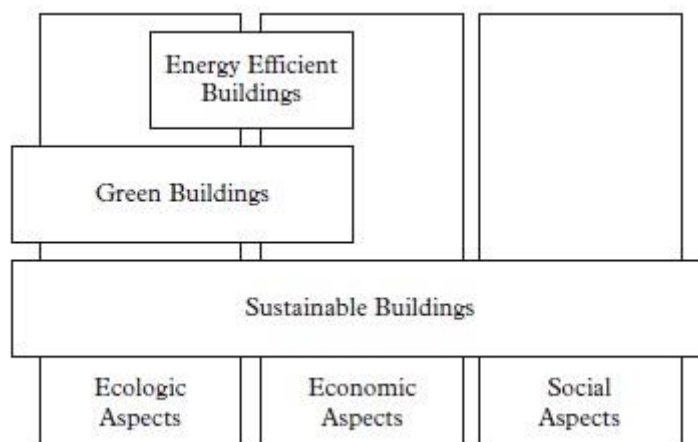 Energy Efficient
Buildings
Green Buildings
Sustainable Buildings
Ecologic
Aspects
Economic
Aspects
Social
Aspects